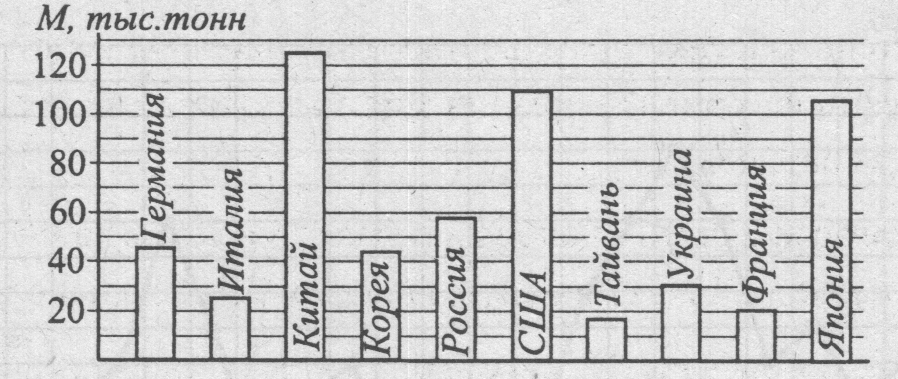 М, тыс.тонн
120
100
80
60
40
20
Германия
Италия
Китай
Корея
Россия
США
Тайвань
Украина
Франция
Япония